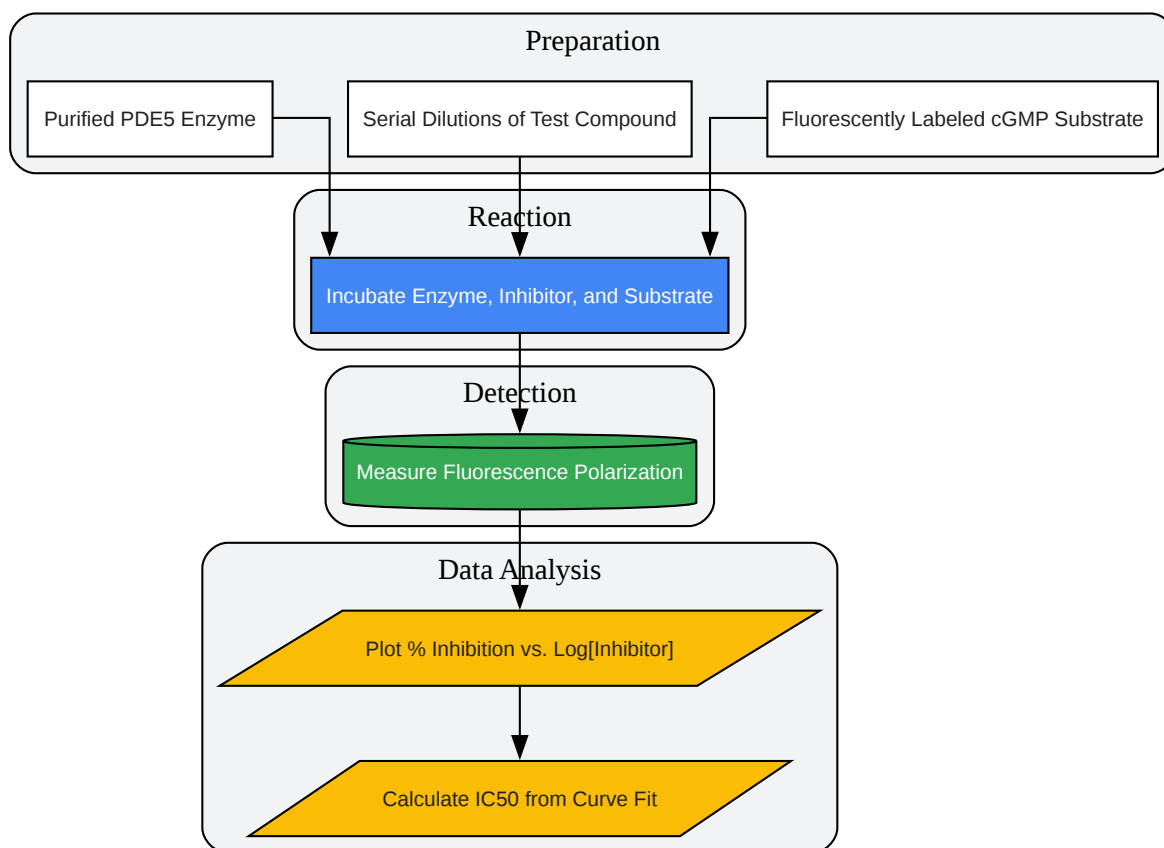 Preparation
Purified PDE5 Enzyme
Serial Dilutions of Test Compound
Fluorescently Labeled cGMP Substrate
Reaction
Incubate Enzyme, Inhibitor, and Substrate
Detection
Measure Fluorescence Polarization
Data Analysis
Plot % Inhibition vs. Log[Inhibitor]
Calculate IC50 from Curve Fit